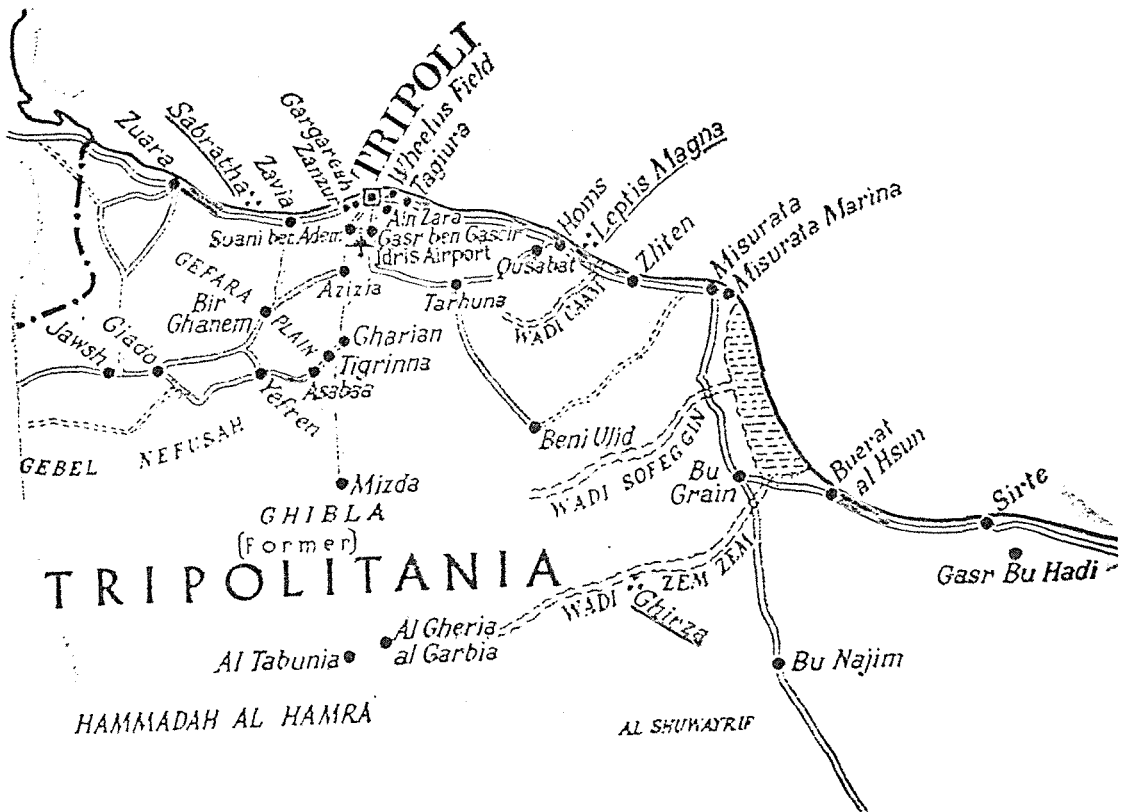 TRIPOLI
Wheelus Field
Tagiura
Gargaresh
Zanzur
Zavia
Sabratha
Zuara
Ain Zara
Suani ben Adem
Gasr ben Gassir
Idris Airport
Homs
Leptis Magna
Qusabat
Zliten
Misurata
Misurata Marina
GEFARA
PLAIN
Azizia
Tarhuna
WADI CAAM
Bir
Ghanem
Gharian
Tigrinna
Asabaa
Jawsh
Giado
Yefren
NEFUSAH
GEBEL
Beni Ulid
WADI SOFEGGIN
Bu
Grain
Buerat
al Hsun
Sirte
Gasr Bu Hadi
Mizda
GHIBLA
(Former)
TRIPOLITANIA
WADI ZEM ZEM
Ghirza
Al Gheria
al Garbia
Al Tabunia
Bu Najim
HAMMADAH AL HAMRA
AL SHUWAYRIF